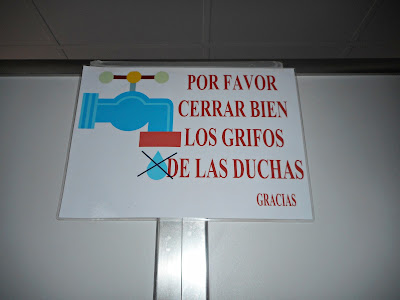 POR FAVOR
CERRAR BIEN
LOS GRIFOS
DE LAS DUCHAS
GRACIAS